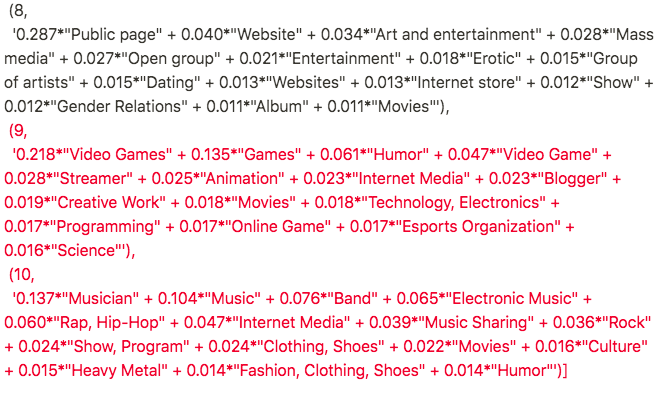 (8,
'0.287*"Public page" + 0.040*"Website" + 0.034*"Art and entertainment" + 0.028*"Mass
media" + 0.027*"Open group" + 0.021*"Entertainment" + 0.018*"Erotic" + 0.015*"Group
of artists" + 0.015*"Dating" + 0.013*"Websites" + 0.013*"Internet store" + 0.012*"Show" +
0.012*"Gender Relations" + 0.011*"Album" + 0.011*"Movies"'),
(9,
'0.218*"Video Games" + 0.135*"Games" + 0.061*"Humor" + 0.047*"Video Game" +
0.028*"Streamer" + 0.025*"Animation" + 0.023*"Internet Media" + 0.023*"Blogger" +
0.019*"Creative Work" + 0.018*"Movies" + 0.018*"Technology, Electronics" +
0.017*"Programming" + 0.017*"Online Game" + 0.017*"Esports Organization" +
0.016*"Science"'),
(10,
'0.137*"Musician" + 0.104*"Music" + 0.076*"Band" + 0.065*"Electronic Music" +
0.060*"Rap, Hip-Hop" + 0.047*"Internet Media" + 0.039*"Music Sharing" + 0.036*"Rock"
+ 0.024*"Show, Program" + 0.024*"Clothing, Shoes" + 0.022*"Movies" + 0.016*"Culture"
+ 0.015*"Heavy Metal" + 0.014*"Fashion, Clothing, Shoes" + 0.014*"Humor"')]